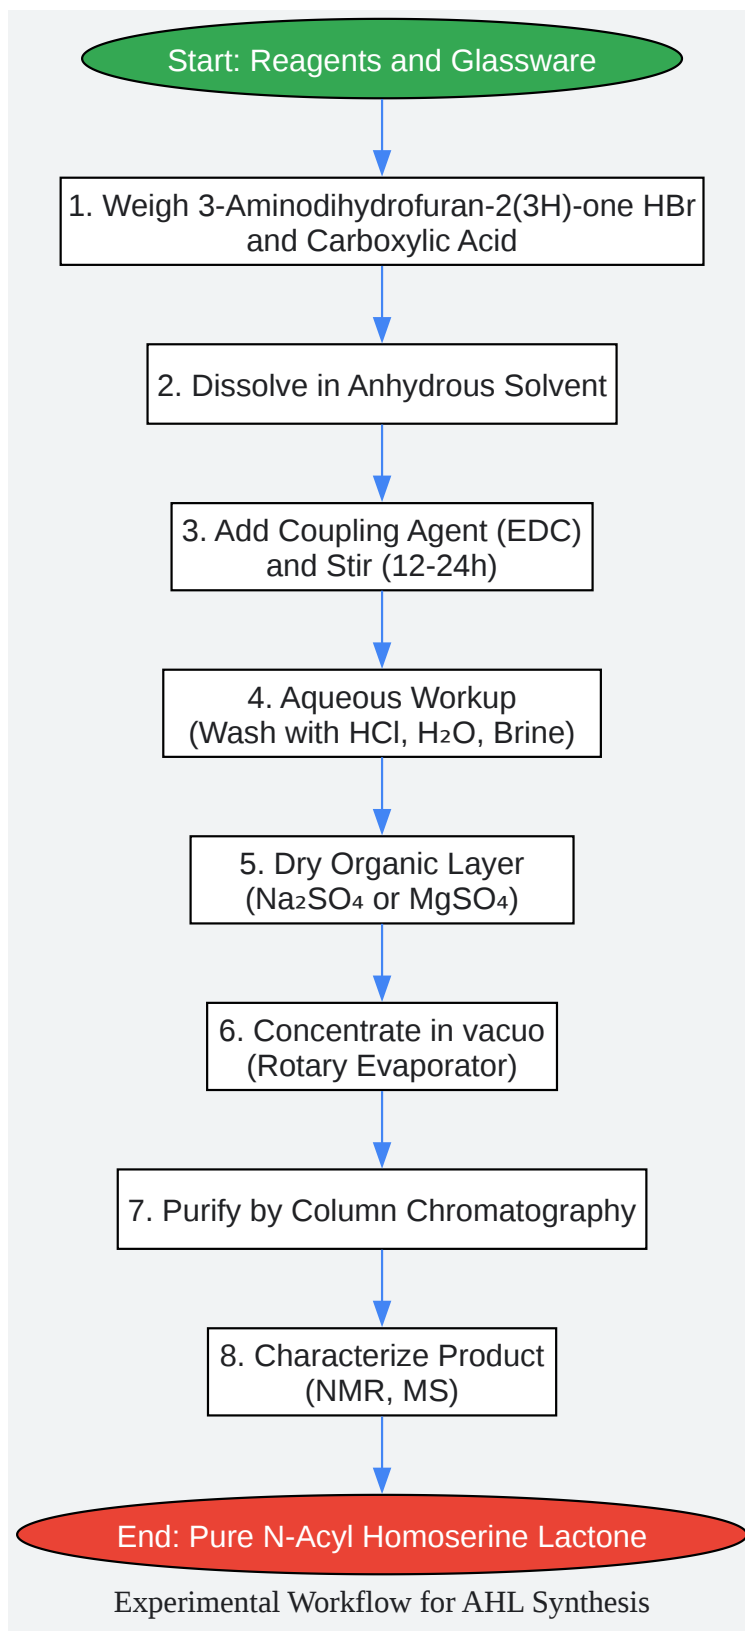 Start: Reagents and Glassware
1. Weigh 3-Aminodihydrofuran-2(3H)-one HBr
and Carboxylic Acid
2. Dissolve in Anhydrous Solvent
3. Add Coupling Agent (EDC)
and Stir (12-24h)
4. Aqueous Workup
(Wash with HCl, H₂O, Brine)
5. Dry Organic Layer
(Na₂SO₄ or MgSO₄)
6. Concentrate in vacuo
(Rotary Evaporator)
7. Purify by Column Chromatography
8. Characterize Product
(NMR, MS)
End: Pure N-Acyl Homoserine Lactone
Experimental Workflow for AHL Synthesis